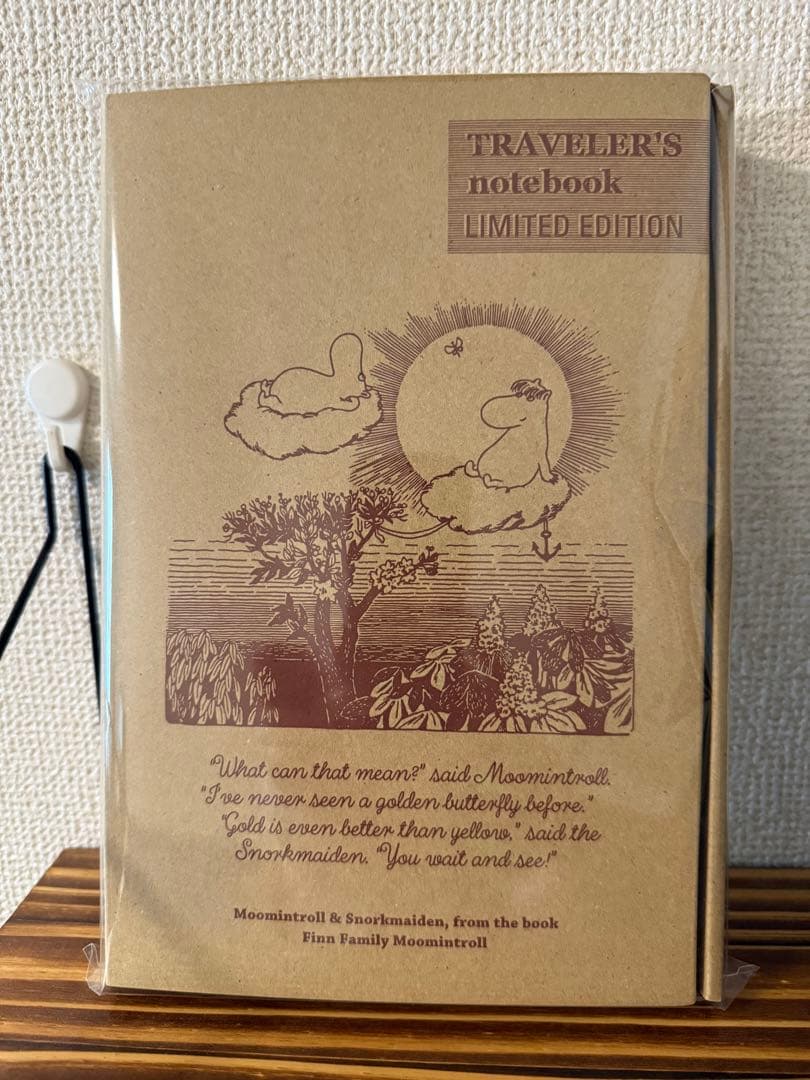 TRAVELER'S
notebook
LIMITED EDITION
"What can that mean?" said Moomintroll.
"I've never seen a golden butterfly before."
"Gold is even better than yellow," said the
Snorkmaiden. "You wait and see!"
Moomintroll & Snorkmaiden, from the book
Finn Family Moomintroll